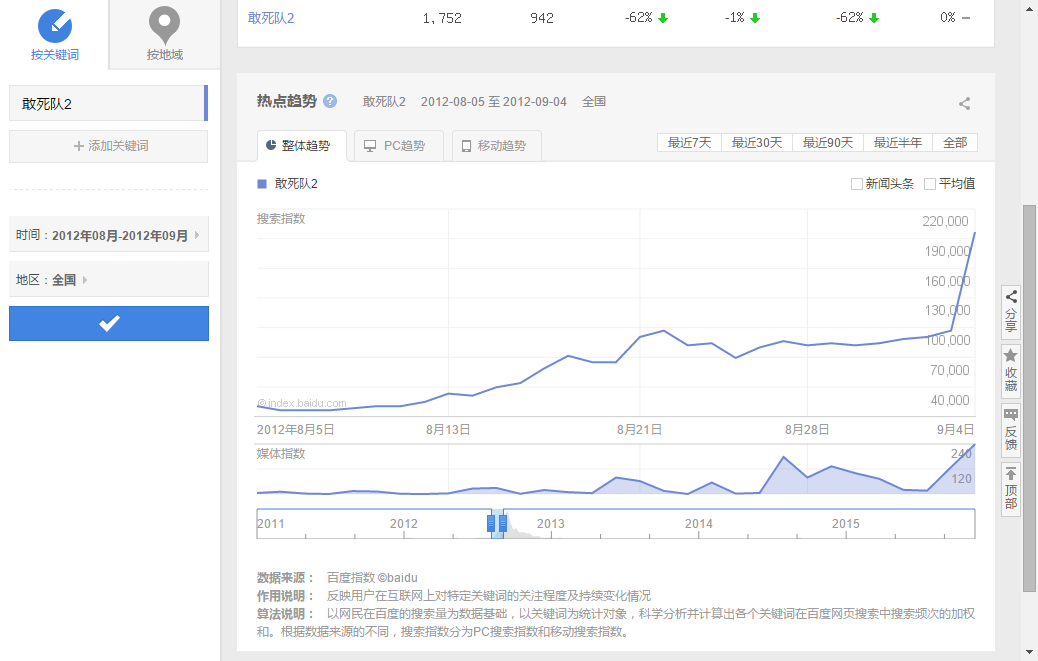 按关键词
按地域
敢死队2
添加关键词
时间：2012年08月-2012年09月
地区：全国
敢死队2 1,752 942 -62% -1% -62% 0% —
热点趋势 ? 敢死队2 2012-08-05 至 2012-09-04 全国
整体趋势 PC趋势 移动趋势
最近7天 最近30天 最近90天 最近半年 全部
敢死队2
新闻头条 平均值
搜索指数
220,000
190,000
160,000
130,000
100,000
70,000
40,000
©index.baidu.com
2012年8月5日 8月13日 8月21日 8月28日 9月4日
媒体指数
240
120
2011 2012 2013 2014 2015
数据来源： 百度指数 ©baidu
作用说明： 反映用户在互联网上对特定关键词的关注程度及持续变化情况
算法说明： 以网民在百度的搜索量为数据基础，以关键词为统计对象，科学分析并计算出各个关键词在百度网页搜索中搜索频次的加权
和。根据数据来源的不同，搜索指数分为PC搜索指数和移动搜索指数。
分享
收藏
反馈
顶部